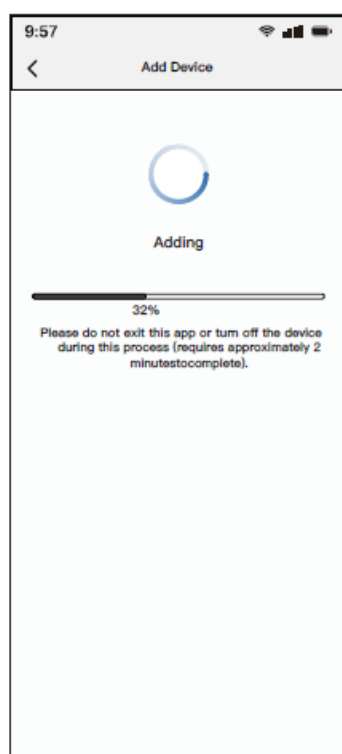 9:57
Add Device
Adding
32%
Please do not exit this app or turn off the device
during this process (requires approximately 2
minutestocomplete).